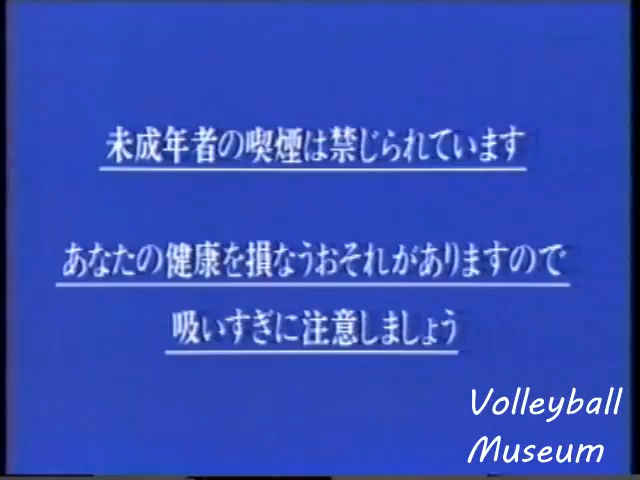 未成年者の喫煙は禁じられています
あなたの健康を損なうおそれがありますので
吸いすぎに注意しましょう
Volleyball
Museum